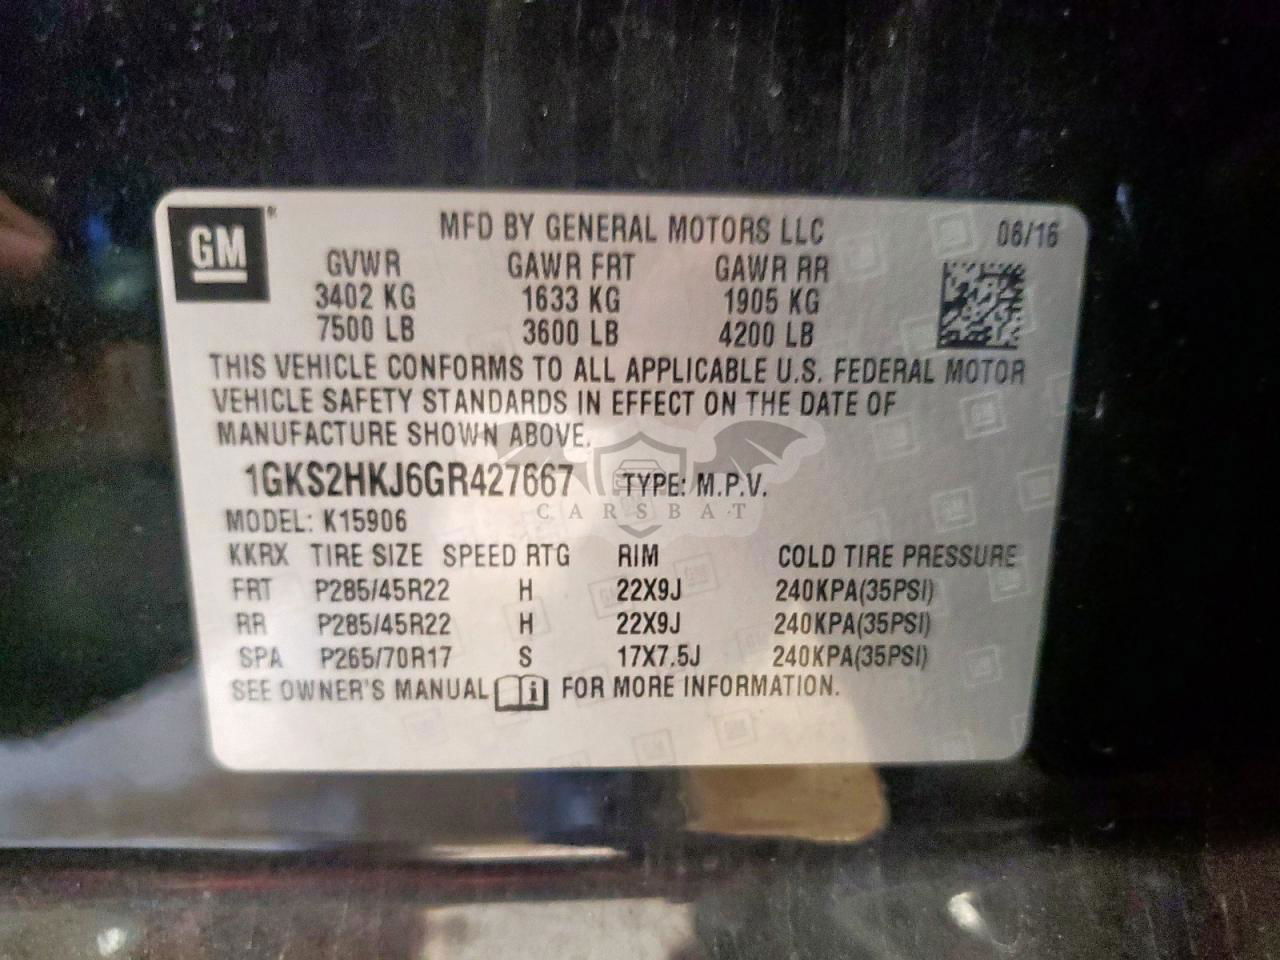 GM
MFD BY GENERAL MOTORS LLC 06/16
GVWR GAWR FRT GAWR RR
3402 KG 1633 KG 1905 KG
7500 LB 3600 LB 4200 LB
THIS VEHICLE CONFORMS TO ALL APPLICABLE U.S. FEDERAL MOTOR
VEHICLE SAFETY STANDARDS IN EFFECT ON THE DATE OF
MANUFACTURE SHOWN ABOVE.
1GKS2HKJ6GR427667 TYPE: M.P.V.
CARSBAT
MODEL: K15906
KKRX TIRE SIZE SPEED RTG RIM COLD TIRE PRESSURE
FRT P285/45R22 H 22X9J 240KPA(35PSI)
RR P285/45R22 H 22X9J 240KPA(35PSI)
SPA P265/70R17 S 17X7.5J 240KPA(35PSI)
SEE OWNER'S MANUAL i FOR MORE INFORMATION.